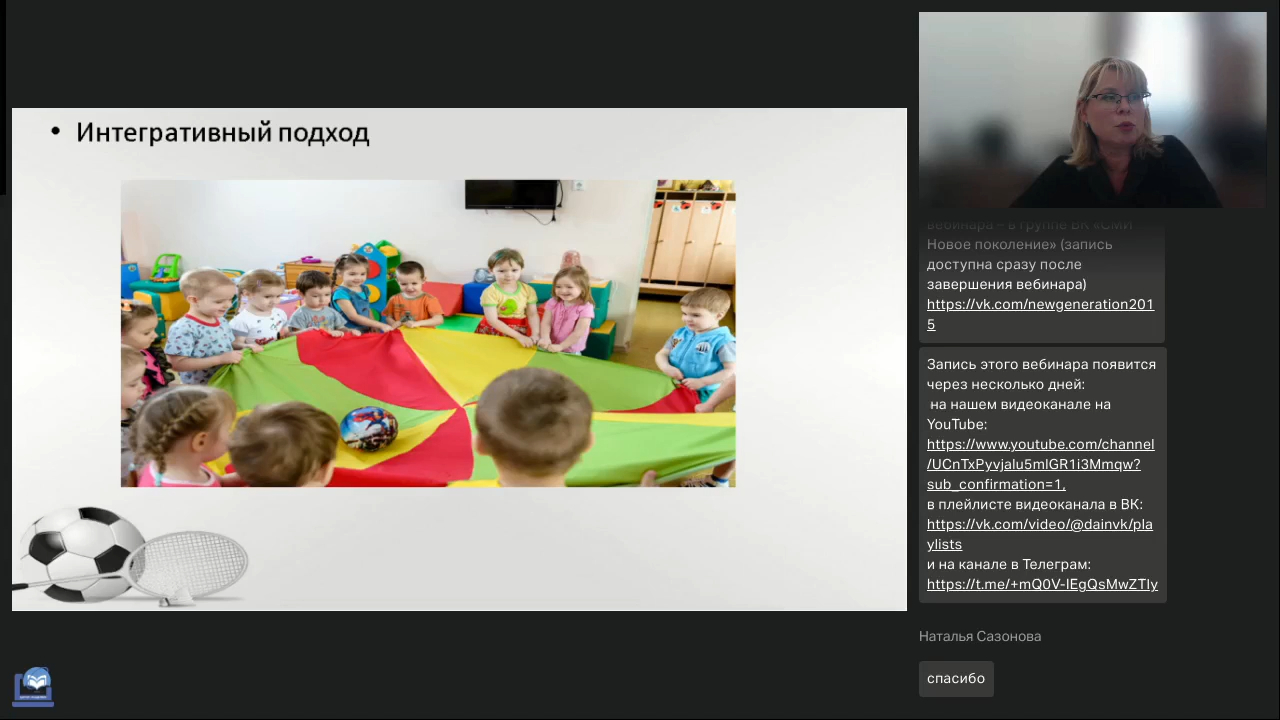 • Интегративный подход
вебинара – в группе ВК «СМИ
Новое поколение» (запись
доступна сразу после
завершения вебинара)
https://vk.com/newgeneration201
5
Запись этого вебинара появится
через несколько дней:
на нашем видеоканале на
YouTube:
https://www.youtube.com/channel
/UCnTxPyvjalu5mlGR1i3Mmqw?
sub_confirmation=1,
в плейлисте видеоканала в ВК:
https://vk.com/video/@dainvk/pla
ylists
и на канале в Телеграм:
https://t.me/+mQ0V-IEgQsMwZTIy
Наталья Сазонова
спасибо